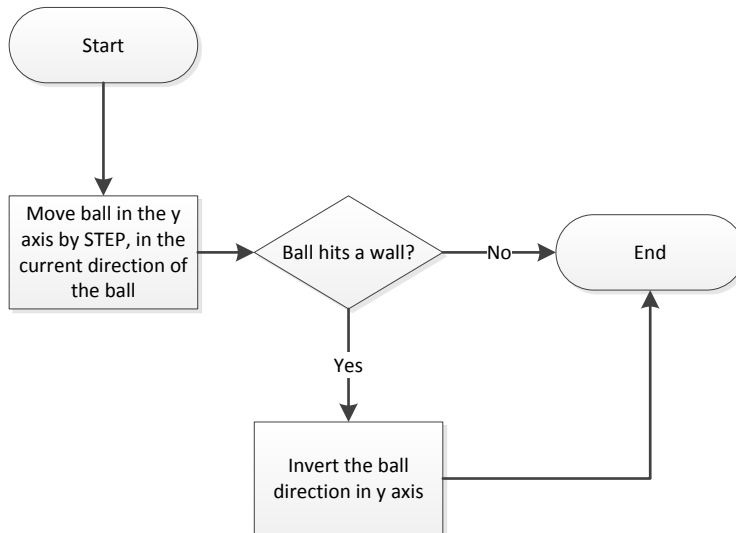 Start
Move ball in the y
axis by STEP, in the
current direction of
the ball
Ball hits a wall?
No
End
Yes
Invert the ball
direction in y axis